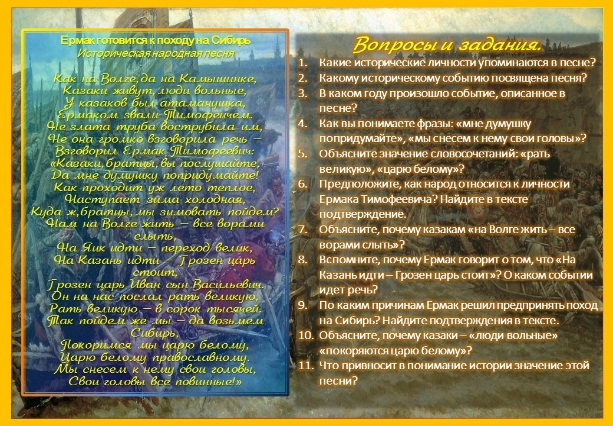 Ермак готовится к походу на Сибирь
Историческая народная песня
Как на Волге,да на Камышинке,
Казаки живут,люди вольные,
У казаков был атаманушка,
Ермаком звали Тимофеичем.
Не злата труба вострубила им,
Не она громко взговорила речь –
Взговорил Ермак Тимофеевич:
«Казаки,братцы,вы послушайте,
Да мне думушку попридумайте!
Как проходит уж лето теплое,
Наступает зима холодная,
Куда ж,братцы,мы зимовать пойдем?
Нам на Волге жить – все ворами
слыть,
На Яик идти – переход велик,
На Казань идти – Грозен царь
стоит,
Грозен царь Иван сын Васильевич.
Он на нас послал рать великую,
Рать великую – в сорок тысячей.
Так пойдем же мы – да возьмем
Сибирь.
Покоримся мы царю белому,
Царю белому православному.
Мы снесем к нему свои головы,
Свои головы все повинные!»
Вопросы и задания.
1. Какие исторические личности упоминаются в песне?
2. Какому историческому событию посвящена песня?
3. В каком году произошло событие, описанное в
песне?
4. Как вы понимаете фразы: «мне думушку
попридумайте», «мы снесем к нему свои головы»?
5. Объясните значение словосочетаний: «рать
великую», «царю белому»?
6. Предположите, как народ относится к личности
Ермака Тимофеевича? Найдите в тексте
подтверждение.
7. Объясните, почему казакам «на Волге жить – все
ворами слыть»?
8. Вспомните, почему Ермак говорит о том, что «На
Казань идти – Грозен царь стоит»? О каком событии
идет речь?
9. По каким причинам Ермак решил предпринять поход
на Сибирь? Найдите подтверждения в тексте.
10. Объясните, почему казаки – «люди вольные»
«покоряются царю белому»?
11. Что привносит в понимание истории значение этой
песни?